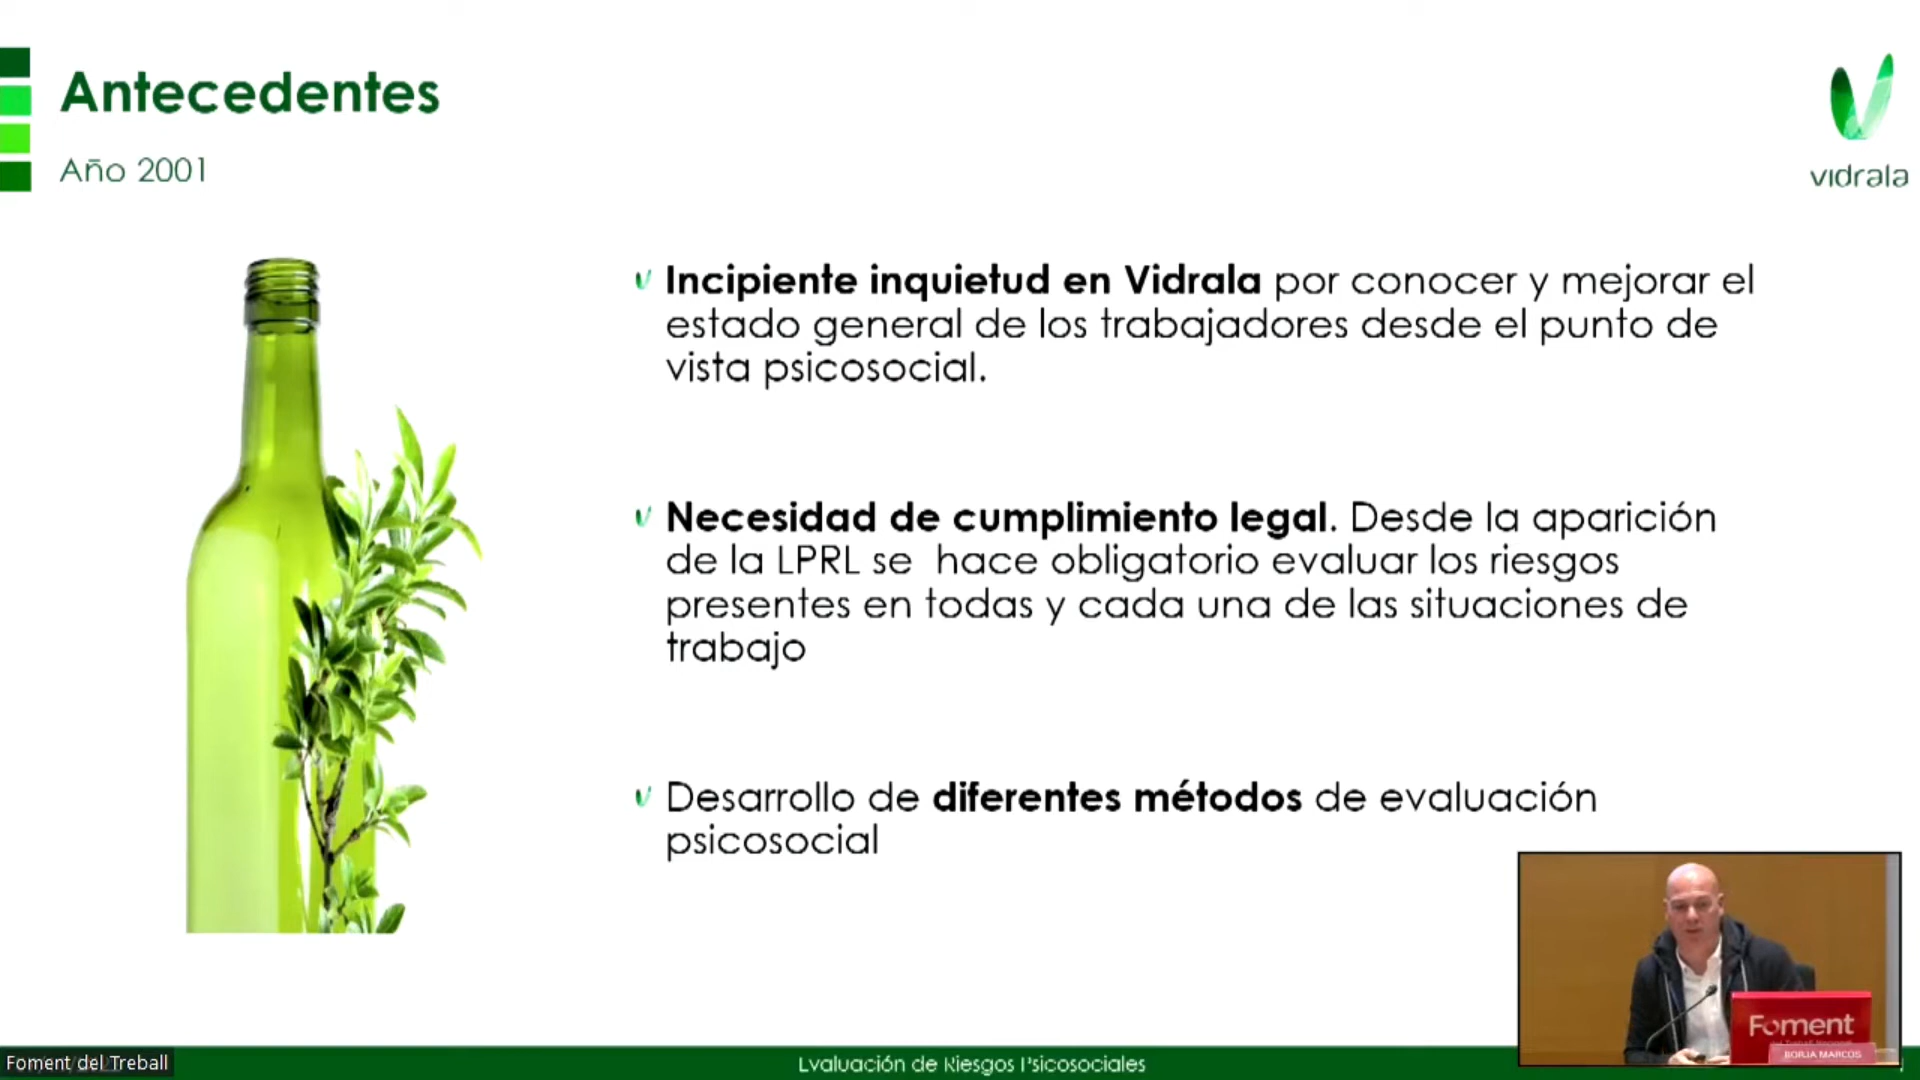 Antecedentes
Año 2001
vidrala
Incipiente inquietud en Vidrala por conocer y mejorar el
estado general de los trabajadores desde el punto de
vista psicosocial.
Necesidad de cumplimiento legal. Desde la aparición
de la LPRL se hace obligatorio evaluar los riesgos
presentes en todas y cada una de las situaciones de
trabajo
Desarrollo de diferentes métodos de evaluación
psicosocial
Foment
BORJA MARCOS
Foment del Treball
Evaluación de Riesgos Psicosociales